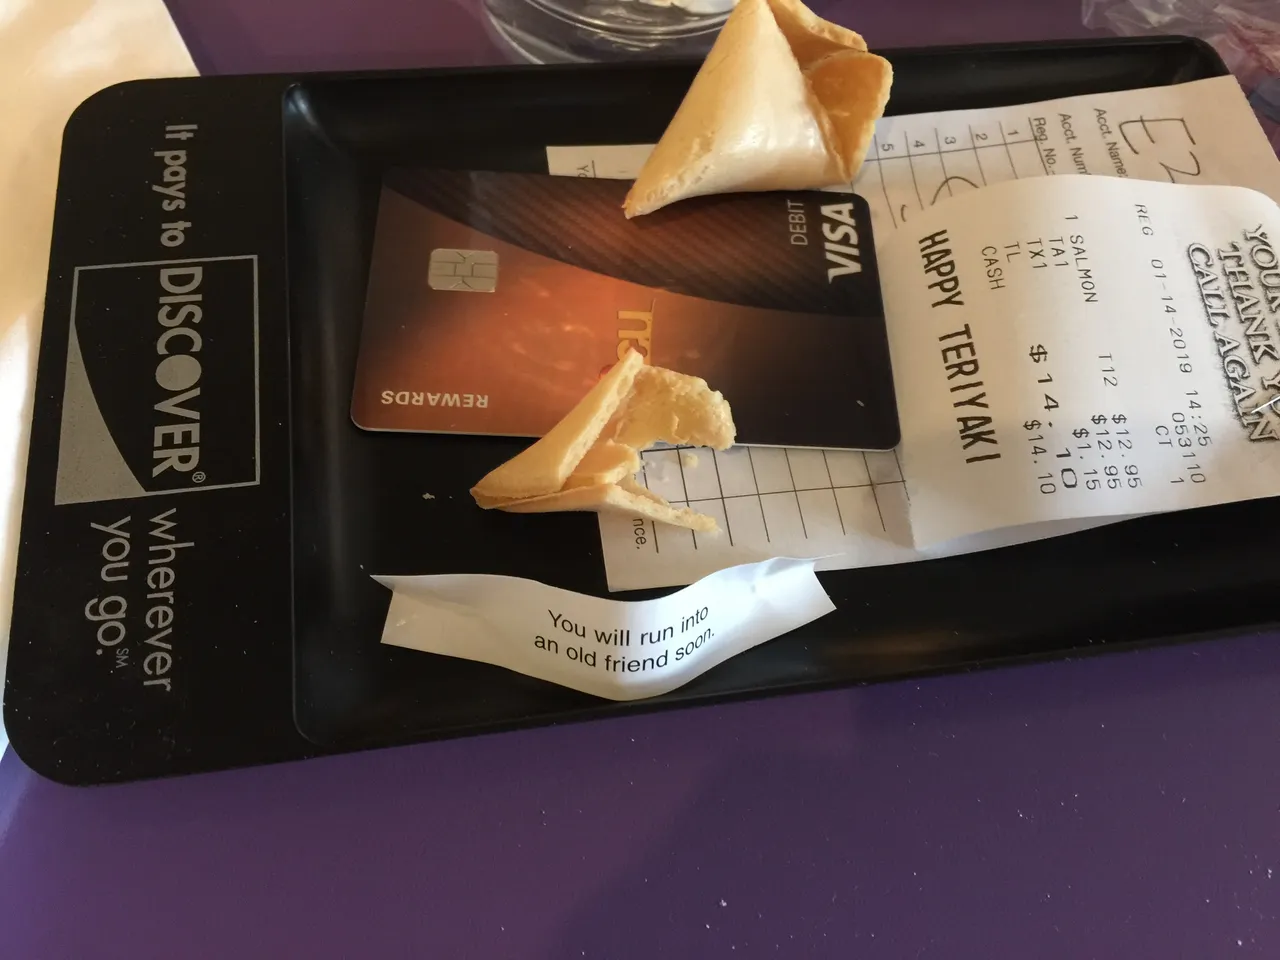 It pays to DISCOVER®
wherever
you go.SM
VISA
DEBIT
REWARDS
You will run into
an old friend soon.
Acct. Name:
Acct. Num
Reg. No.
1
2
3
4
5
nce.
E2
YOUR
THANK Y
CALL AGAIN
REG 01-14-2019 14:25
053110
CT 1
T12 $12.95
1 SALMON $12.95
TA1 $1.15
TX1 $14.10
TL $14.10
CASH
HAPPY TERIYAKI